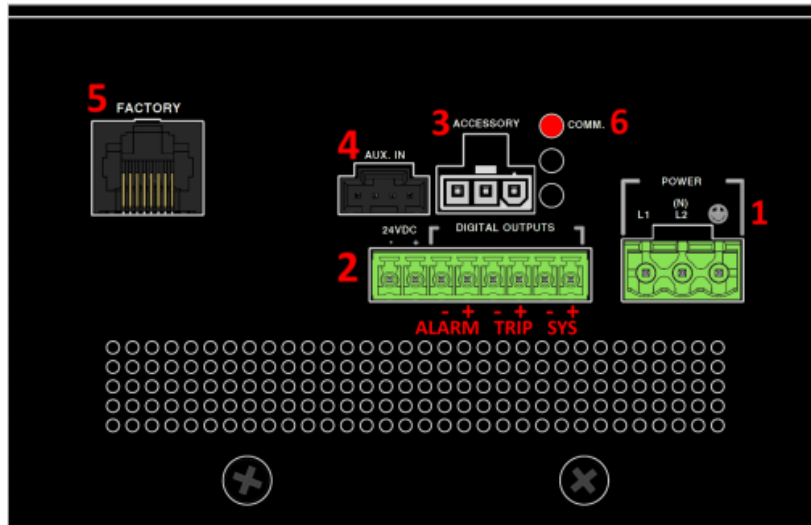 5 FACTORY
3 ACCESSORY
COMM. 6
4 AUX. IN
POWER
(N)
L1 L2
1
24VDC
- +
DIGITAL OUTPUTS
2
- + - + - +
ALARM TRIP SYS